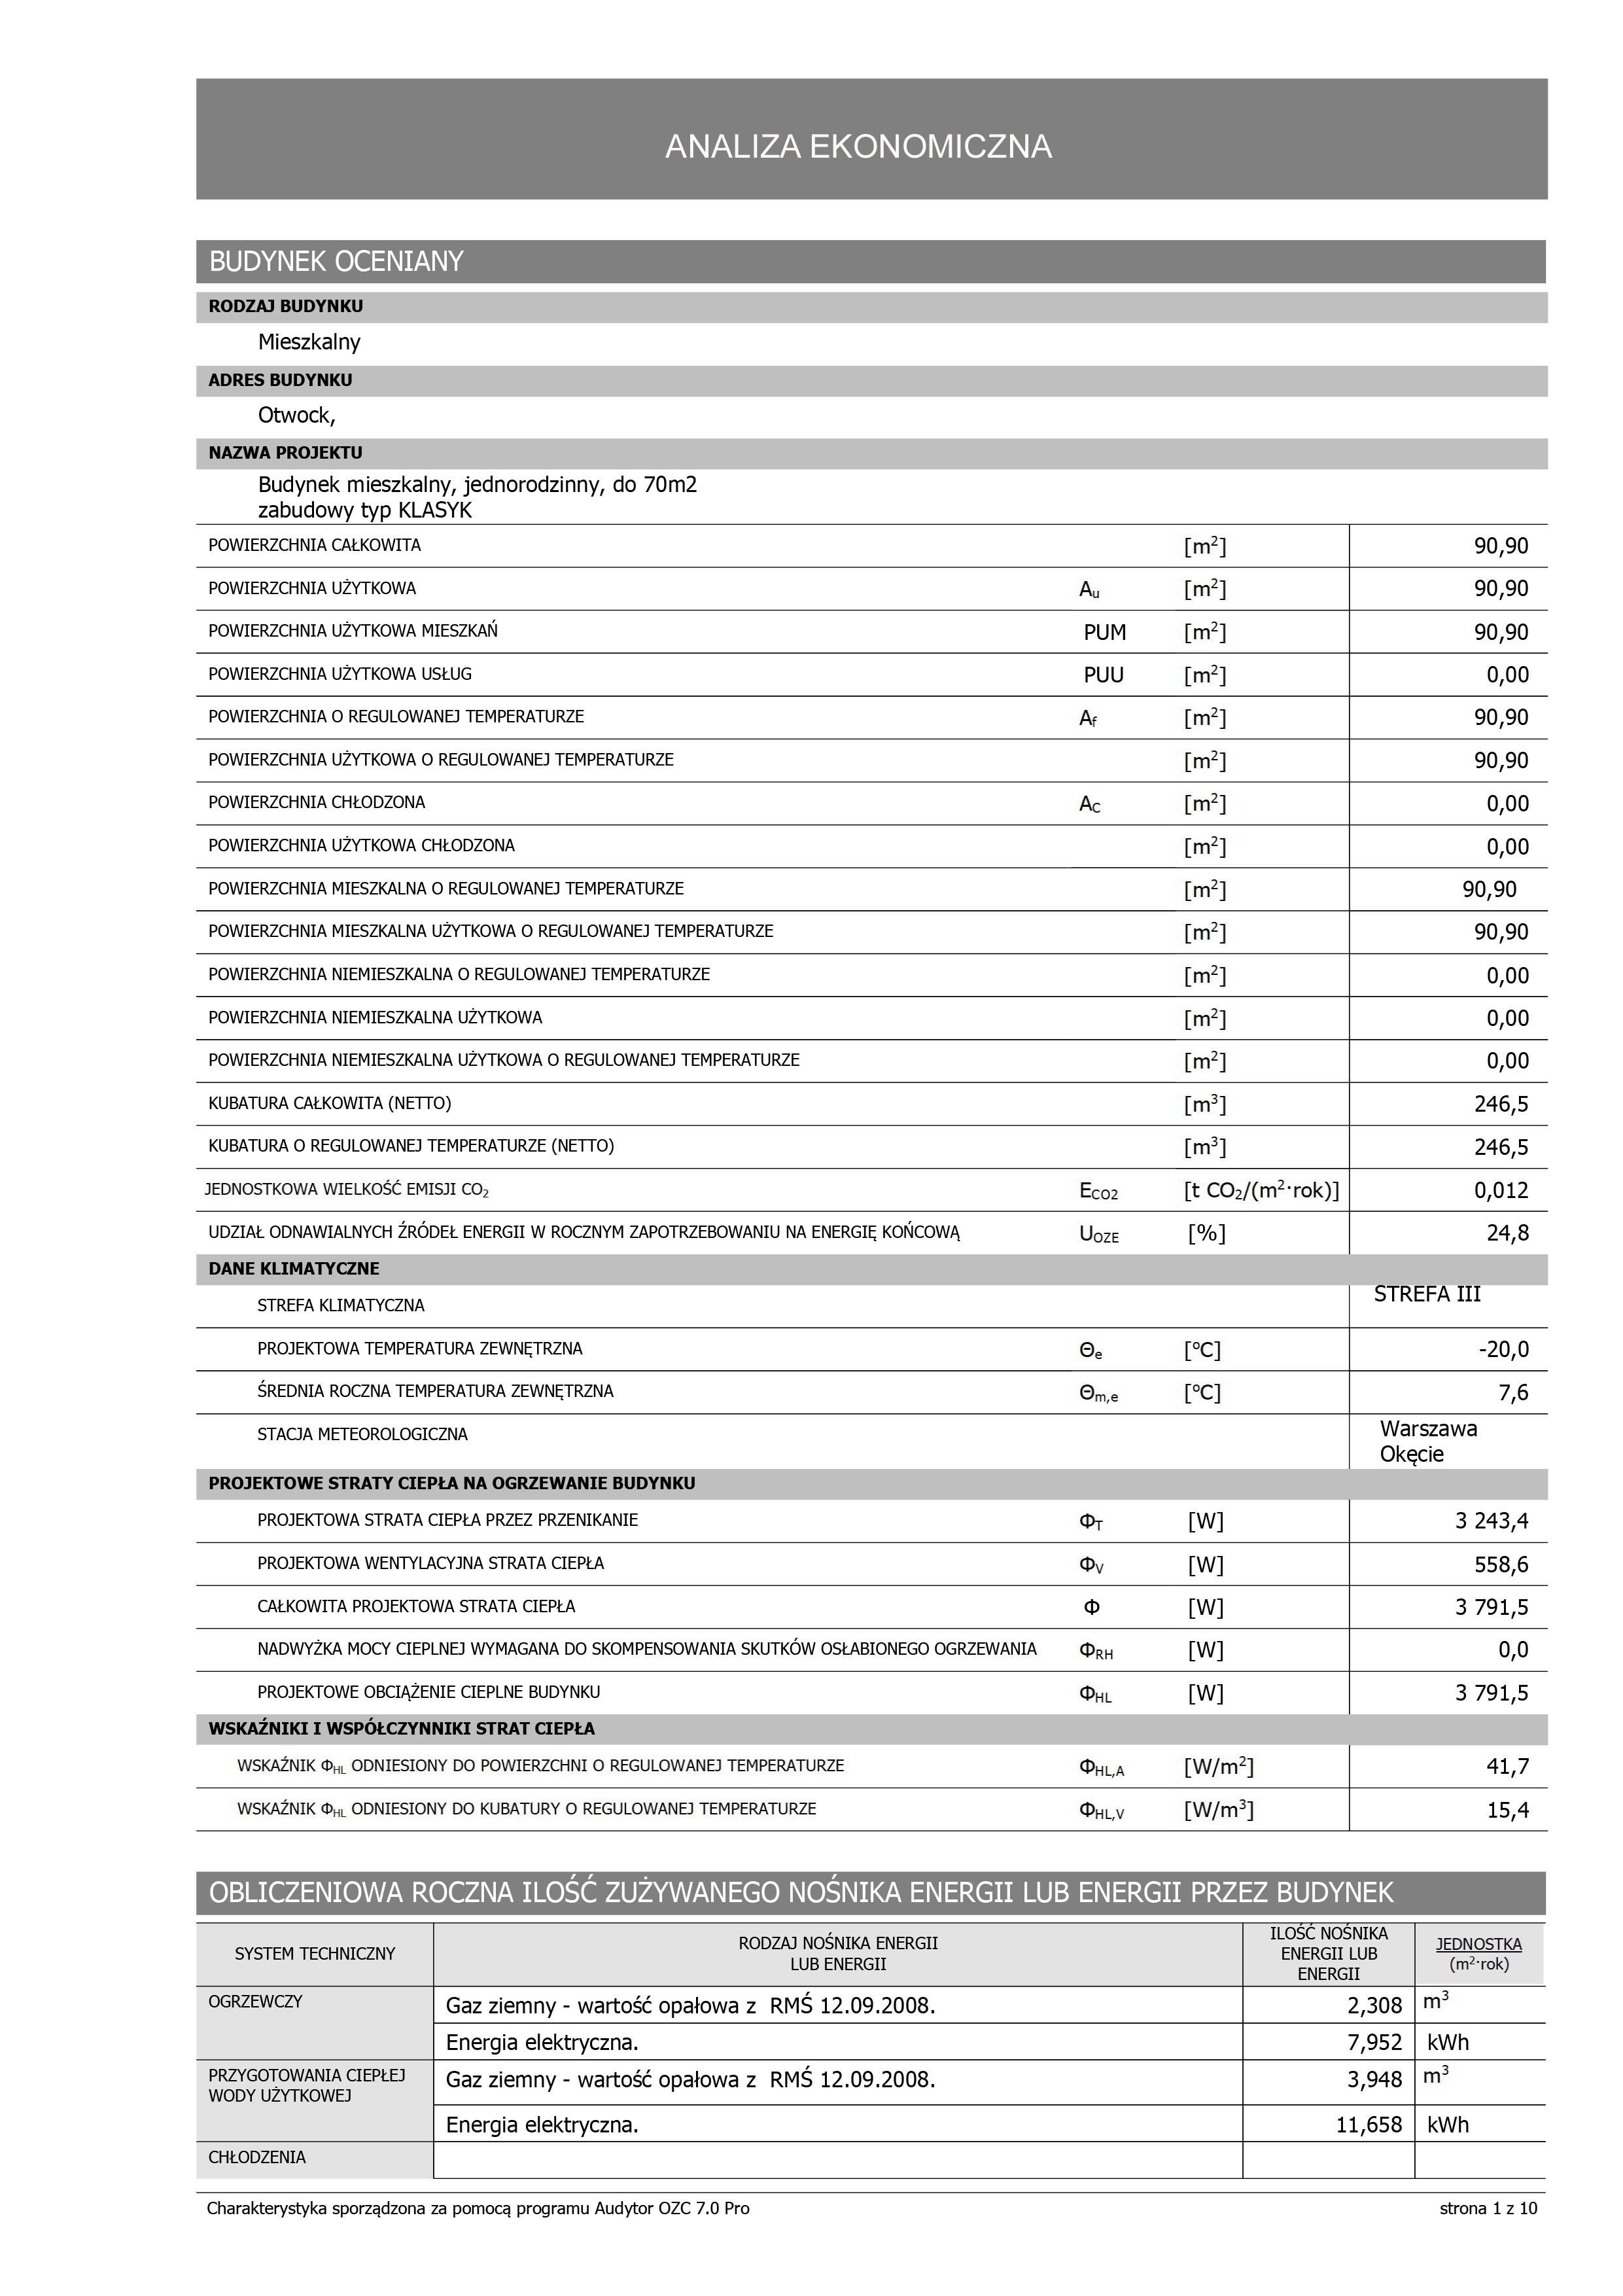 ANALIZA EKONOMICZNA
BUDYNEK OCENIANY
RODZAJ BUDYNKU
Mieszkalny
ADRES BUDYNKU
Otwock,
NAZWA PROJEKTU
Budynek mieszkalny, jednorodzinny, do 70m2
zabudowy typ KLASYK
POWIERZCHNIA CAŁKOWITA [m²] 90,90
POWIERZCHNIA UŻYTKOWA Au [m²] 90,90
POWIERZCHNIA UŻYTKOWA MIESZKAŃ PUM [m²] 90,90
POWIERZCHNIA UŻYTKOWA USŁUG PUU [m²] 0,00
POWIERZCHNIA O REGULOWANEJ TEMPERATURZE Af [m²] 90,90
POWIERZCHNIA UŻYTKOWA O REGULOWANEJ TEMPERATURZE [m²] 90,90
POWIERZCHNIA CHŁODZONA AC [m²] 0,00
POWIERZCHNIA UŻYTKOWA CHŁODZONA [m²] 0,00
POWIERZCHNIA MIESZKALNA O REGULOWANEJ TEMPERATURZE [m²] 90,90
POWIERZCHNIA MIESZKALNA UŻYTKOWA O REGULOWANEJ TEMPERATURZE [m²] 90,90
POWIERZCHNIA NIEMIESZKALNA O REGULOWANEJ TEMPERATURZE [m²] 0,00
POWIERZCHNIA NIEMIESZKALNA UŻYTKOWA [m²] 0,00
POWIERZCHNIA NIEMIESZKALNA UŻYTKOWA O REGULOWANEJ TEMPERATURZE [m²] 0,00
KUBATURA CAŁKOWITA (NETTO) [m³] 246,5
KUBATURA O REGULOWANEJ TEMPERATURZE (NETTO) [m³] 246,5
JEDNOSTKOWA WIELKOŚĆ EMISJI CO₂ ECO2 [t CO₂/(m²·rok)] 0,012
UDZIAŁ ODNAWIALNYCH ŹRÓDEŁ ENERGII W ROCZNYM ZAPOTRZEBOWANIU NA ENERGIĘ KOŃCOWĄ UOZE [%] 24,8
DANE KLIMATYCZNE
STREFA KLIMATYCZNA STREFA III
PROJEKTOWA TEMPERATURA ZEWNĘTRZNA Θe [°C] -20,0
ŚREDNIA ROCZNA TEMPERATURA ZEWNĘTRZNA Θm,e [°C] 7,6
STACJA METEOROLOGICZNA Warszawa
Okęcie
PROJEKTOWE STRATY CIEPŁA NA OGRZEWANIE BUDYNKU
PROJEKTOWA STRATA CIEPŁA PRZEZ PRZENIKANIE ΦT [W] 3 243,4
PROJEKTOWA WENTYLACYJNA STRATA CIEPŁA ΦV [W] 558,6
CAŁKOWITA PROJEKTOWA STRATA CIEPŁA Φ [W] 3 791,5
NADWYŻKA MOCY CIEPLNEJ WYMAGANA DO SKOMPENSOWANIA SKUTKÓW OSŁABIONEGO OGRZEWANIA ΦRH [W] 0,0
PROJEKTOWE OBCIĄŻENIE CIEPLNE BUDYNKU ΦHL [W] 3 791,5
WSKAŹNIKI I WSPÓŁCZYNNIKI STRAT CIEPŁA
WSKAŹNIK ΦHL ODNIESIONY DO POWIERZCHNI O REGULOWANEJ TEMPERATURZE ΦHL,A [W/m²] 41,7
WSKAŹNIK ΦHL ODNIESIONY DO KUBATURY O REGULOWANEJ TEMPERATURZE ΦHL,V [W/m³] 15,4
OBLICZENIOWA ROCZNA ILOŚĆ ZUŻYWANEGO NOŚNIKA ENERGII LUB ENERGII PRZEZ BUDYNEK
SYSTEM TECHNICZNY
RODZAJ NOŚNIKA ENERGII
LUB ENERGII
ILOŚĆ NOŚNIKA
ENERGII LUB
ENERGII
JEDNOSTKA
(m²·rok)
OGRZEWCZY Gaz ziemny - wartość opałowa z RMŚ 12.09.2008. 2,308 m³
Energia elektryczna. 7,952 kWh
PRZYGOTOWANIA CIEPŁEJ
WODY UŻYTKOWEJ
Gaz ziemny - wartość opałowa z RMŚ 12.09.2008. 3,948 m³
Energia elektryczna. 11,658 kWh
CHŁODZENIA
Charakterystyka sporządzona za pomocą programu Audytor OZC 7.0 Pro strona 1 z 10